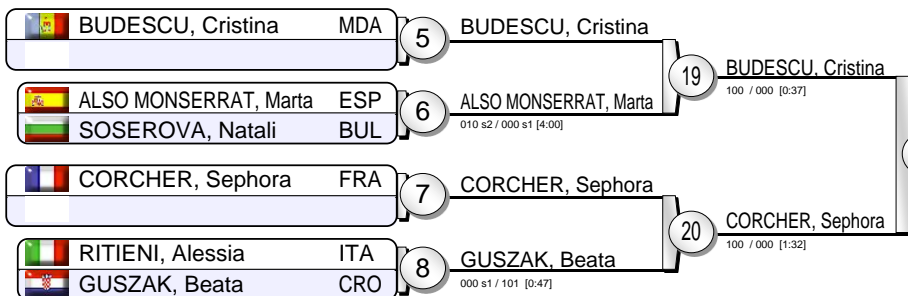 BUDESCU, Cristina MDA
5
BUDESCU, Cristina
ALSO MONSERRAT, Marta ESP
SOSEROVA, Natali BUL
6
ALSO MONSERRAT, Marta
010 s2 / 000 s1 [4:00]
19
BUDESCU, Cristina
100 / 000 [0:37]
CORCHER, Sephora FRA
7
CORCHER, Sephora
RITIENI, Alessia ITA
GUSZAK, Beata CRO
8
GUSZAK, Beata
000 s1 / 101 [0:47]
20
CORCHER, Sephora
100 / 000 [1:32]